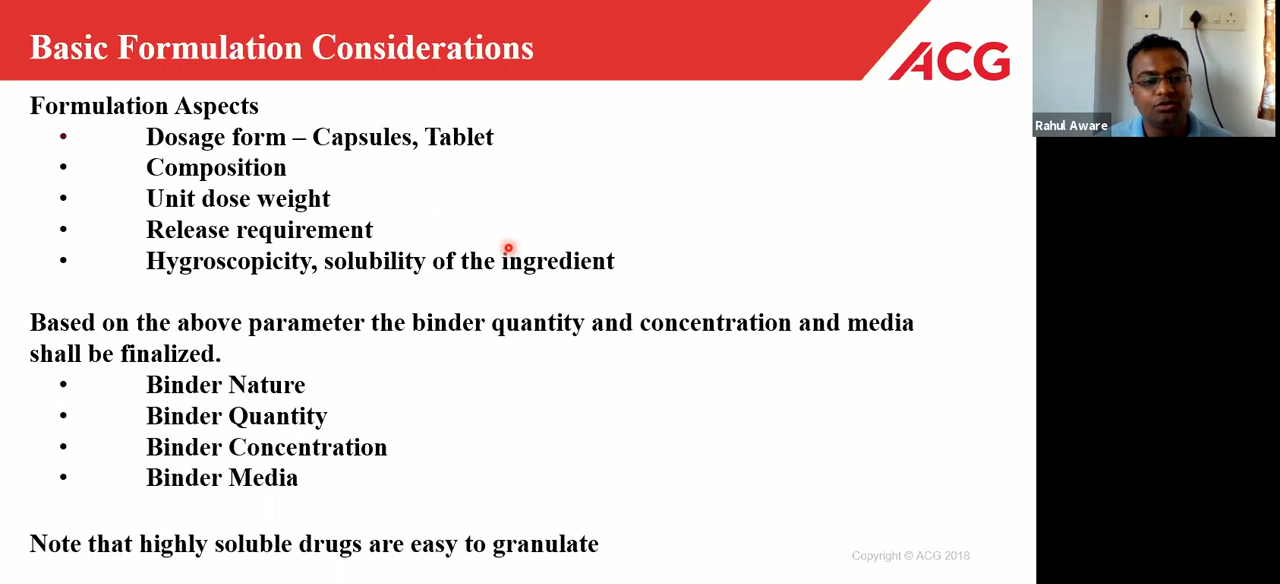 Basic Formulation Considerations
ACG
Rahul Aware
Formulation Aspects
• Dosage form – Capsules, Tablet
• Composition
• Unit dose weight
• Release requirement
• Hygroscopicity, solubility of the ingredient
Based on the above parameter the binder quantity and concentration and media
shall be finalized.
• Binder Nature
• Binder Quantity
• Binder Concentration
• Binder Media
Note that highly soluble drugs are easy to granulate
Copyright © ACG 2018